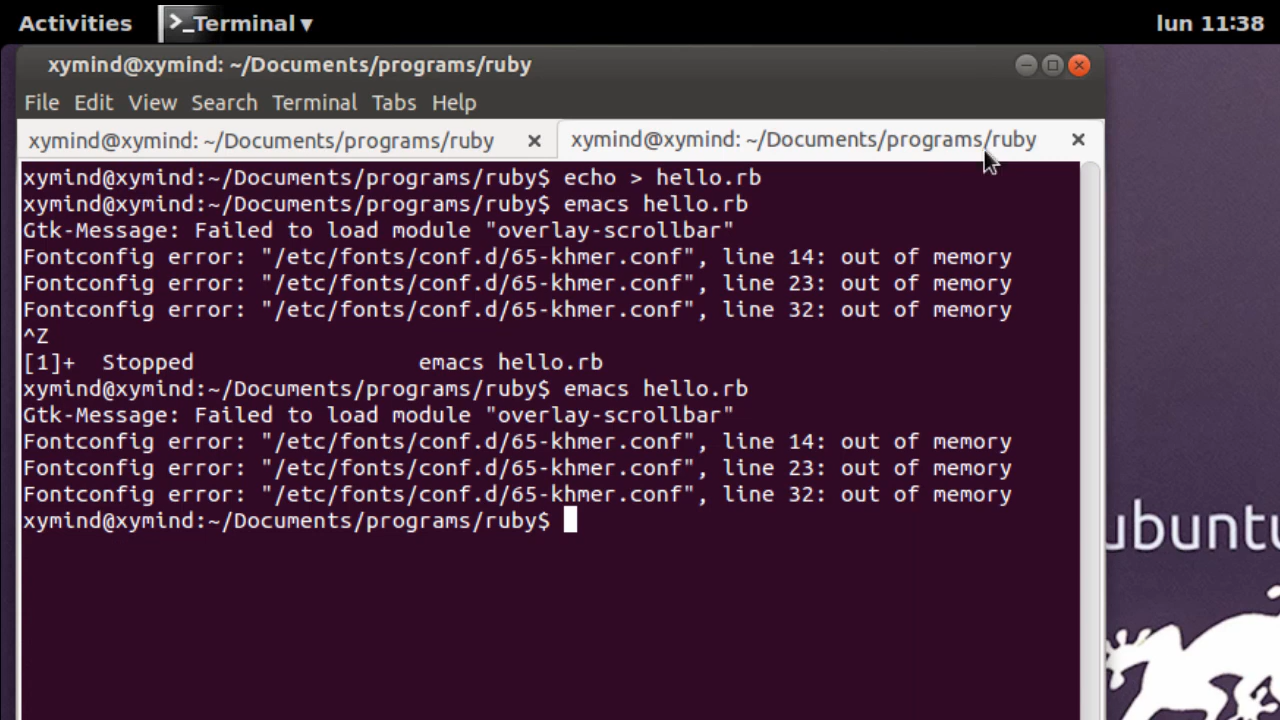 Activities
>_Terminal ▾
lun 11:38
xymind@xymind: ~/Documents/programs/ruby
File Edit View Search Terminal Tabs Help
xymind@xymind: ~/Documents/programs/ruby
xymind@xymind: ~/Documents/programs/ruby
xymind@xymind:~/Documents/programs/ruby$ echo > hello.rb
xymind@xymind:~/Documents/programs/ruby$ emacs hello.rb
Gtk-Message: Failed to load module "overlay-scrollbar"
Fontconfig error: "/etc/fonts/conf.d/65-khmer.conf", line 14: out of memory
Fontconfig error: "/etc/fonts/conf.d/65-khmer.conf", line 23: out of memory
Fontconfig error: "/etc/fonts/conf.d/65-khmer.conf", line 32: out of memory
^Z
[1]+  Stopped                 emacs hello.rb
xymind@xymind:~/Documents/programs/ruby$ emacs hello.rb
Gtk-Message: Failed to load module "overlay-scrollbar"
Fontconfig error: "/etc/fonts/conf.d/65-khmer.conf", line 14: out of memory
Fontconfig error: "/etc/fonts/conf.d/65-khmer.conf", line 23: out of memory
Fontconfig error: "/etc/fonts/conf.d/65-khmer.conf", line 32: out of memory
xymind@xymind:~/Documents/programs/ruby$
ubuntu